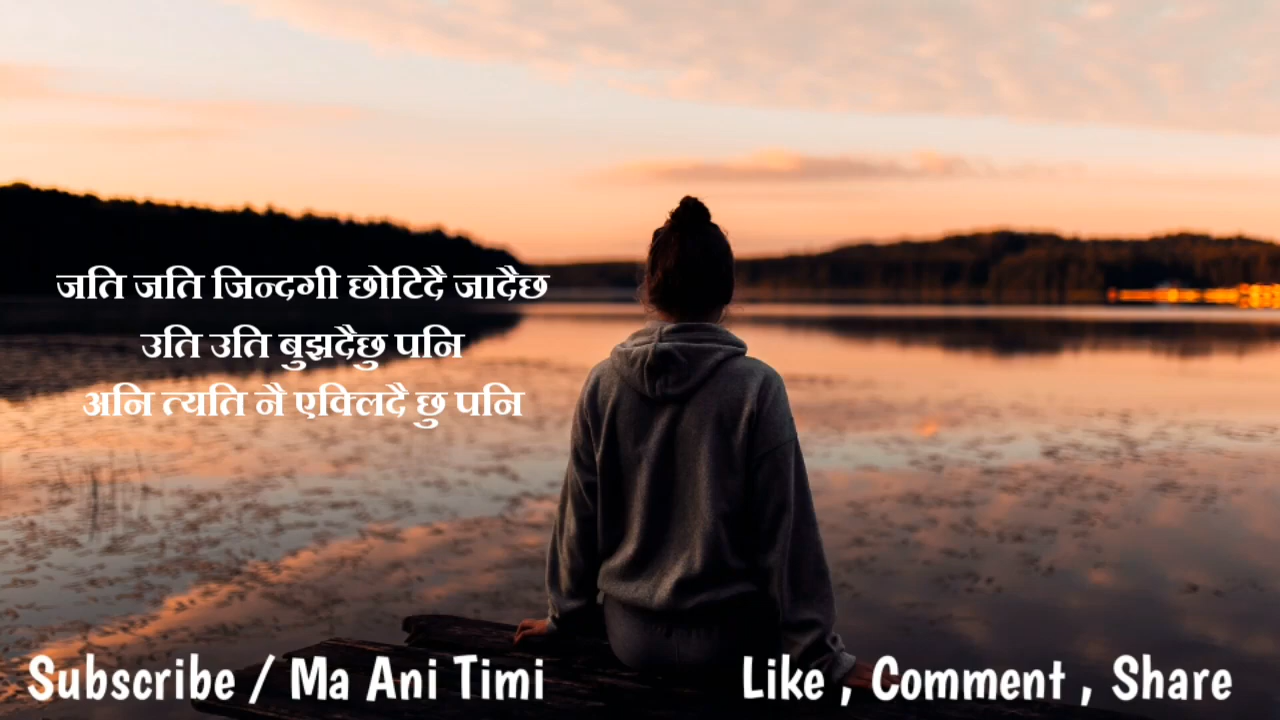 जति जति जिन्दगी छोटिदै जादैछ
उति उति बुझदैछु पनि
अनि त्यति नै एक्लिदै छु पनि
Subscribe / Ma Ani Timi
Like , Comment , Share